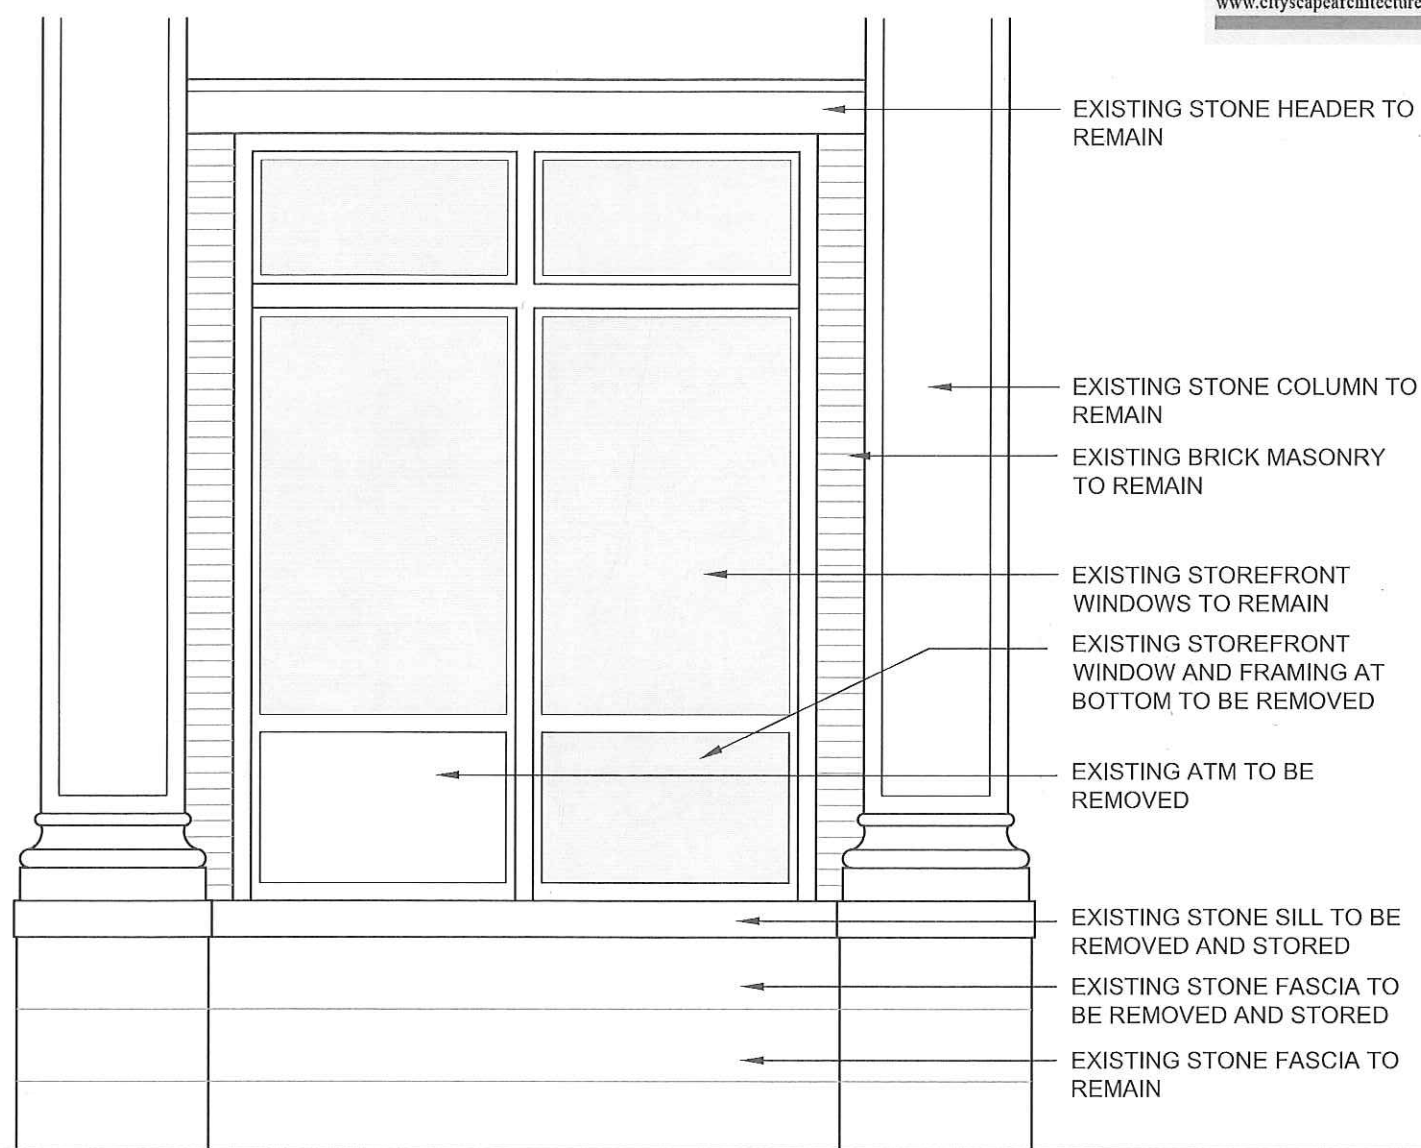 www.cityscapearchitecture
EXISTING STONE HEADER TO
REMAIN
EXISTING STONE COLUMN TO
REMAIN
EXISTING BRICK MASONRY
TO REMAIN
EXISTING STOREFRONT
WINDOWS TO REMAIN
EXISTING STOREFRONT
WINDOW AND FRAMING AT
BOTTOM TO BE REMOVED
EXISTING ATM TO BE
REMOVED
EXISTING STONE SILL TO BE
REMOVED AND STORED
EXISTING STONE FASCIA TO
BE REMOVED AND STORED
EXISTING STONE FASCIA TO
REMAIN